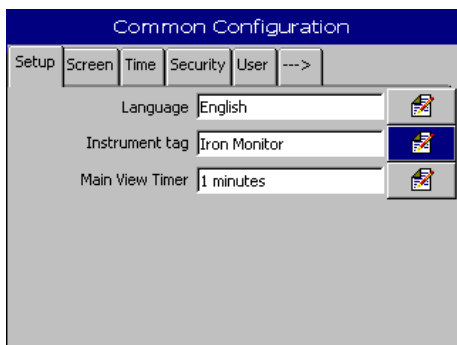 Common Configuration
Setup Screen Time Security User --->
Language English
Instrument tag Iron Monitor
Main View Timer 1 minutes